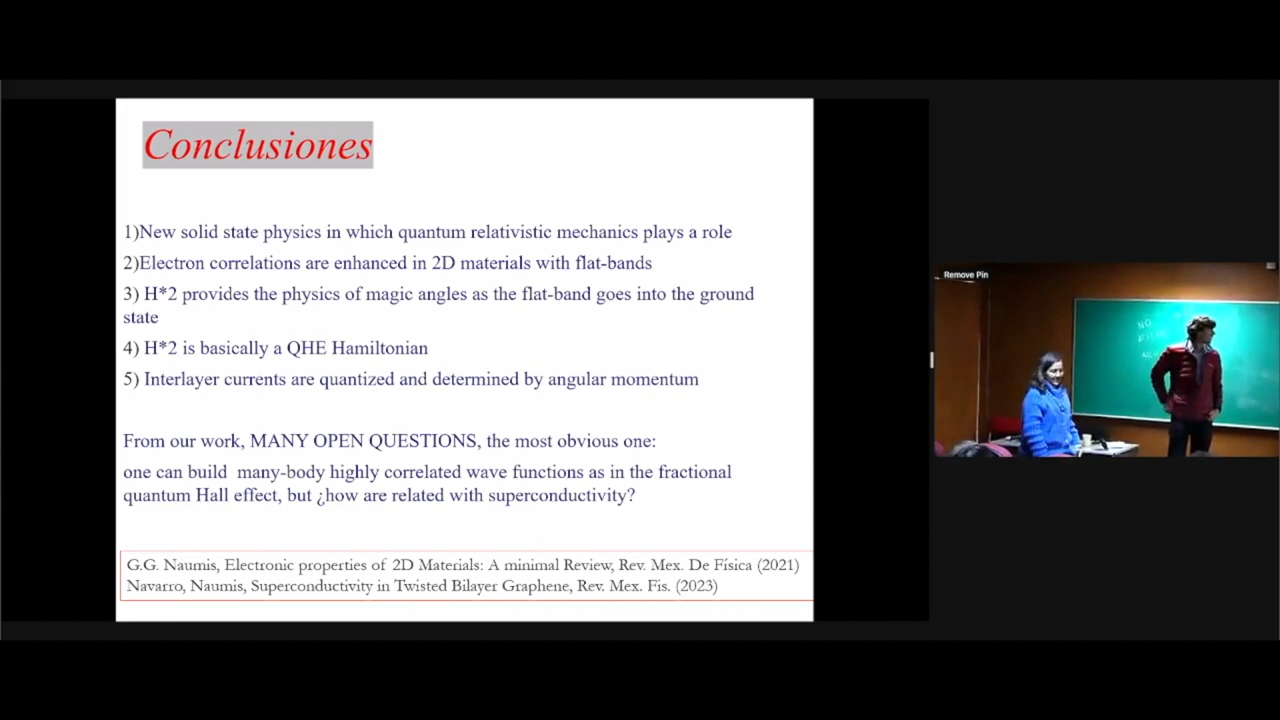 Conclusiones
1)New solid state physics in which quantum relativistic mechanics plays a role
2)Electron correlations are enhanced in 2D materials with flat-bands
3) H*2 provides the physics of magic angles as the flat-band goes into the ground
state
4) H*2 is basically a QHE Hamiltonian
5) Interlayer currents are quantized and determined by angular momentum
From our work, MANY OPEN QUESTIONS, the most obvious one:
one can build many-body highly correlated wave functions as in the fractional
quantum Hall effect, but ¿how are related with superconductivity?
G.G. Naumis, Electronic properties of 2D Materials: A minimal Review, Rev. Mex. De Física (2021)
Navarro, Naumis, Superconductivity in Twisted Bilayer Graphene, Rev. Mex. Fis. (2023)
Remove Pin
NO